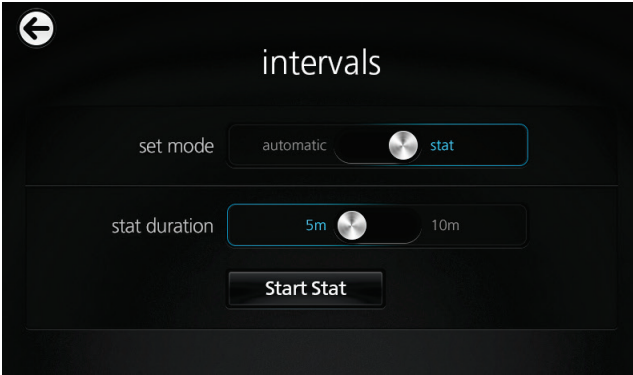 intervals
set mode automatic stat
stat duration 5m 10m
Start Stat